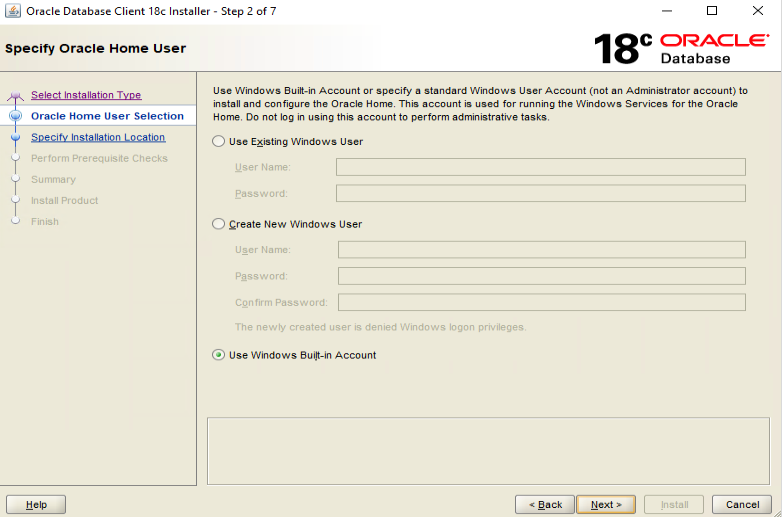 Oracle Database Client 18c Installer - Step 2 of 7
Specify Oracle Home User
18c ORACLE
Database
Select Installation Type
Oracle Home User Selection
Specify Installation Location
Perform Prerequisite Checks
Summary
Install Product
Finish
Use Windows Built-in Account or specify a standard Windows User Account (not an Administrator account) to
install and configure the Oracle Home. This account is used for running the Windows Services for the Oracle
Home. Do not log in using this account to perform administrative tasks.
Use Existing Windows User
User Name:
Password:
Create New Windows User
User Name:
Password:
Confirm Password:
The newly created user is denied Windows logon privileges.
Use Windows Built-in Account
Help
< Back
Next >
Install
Cancel